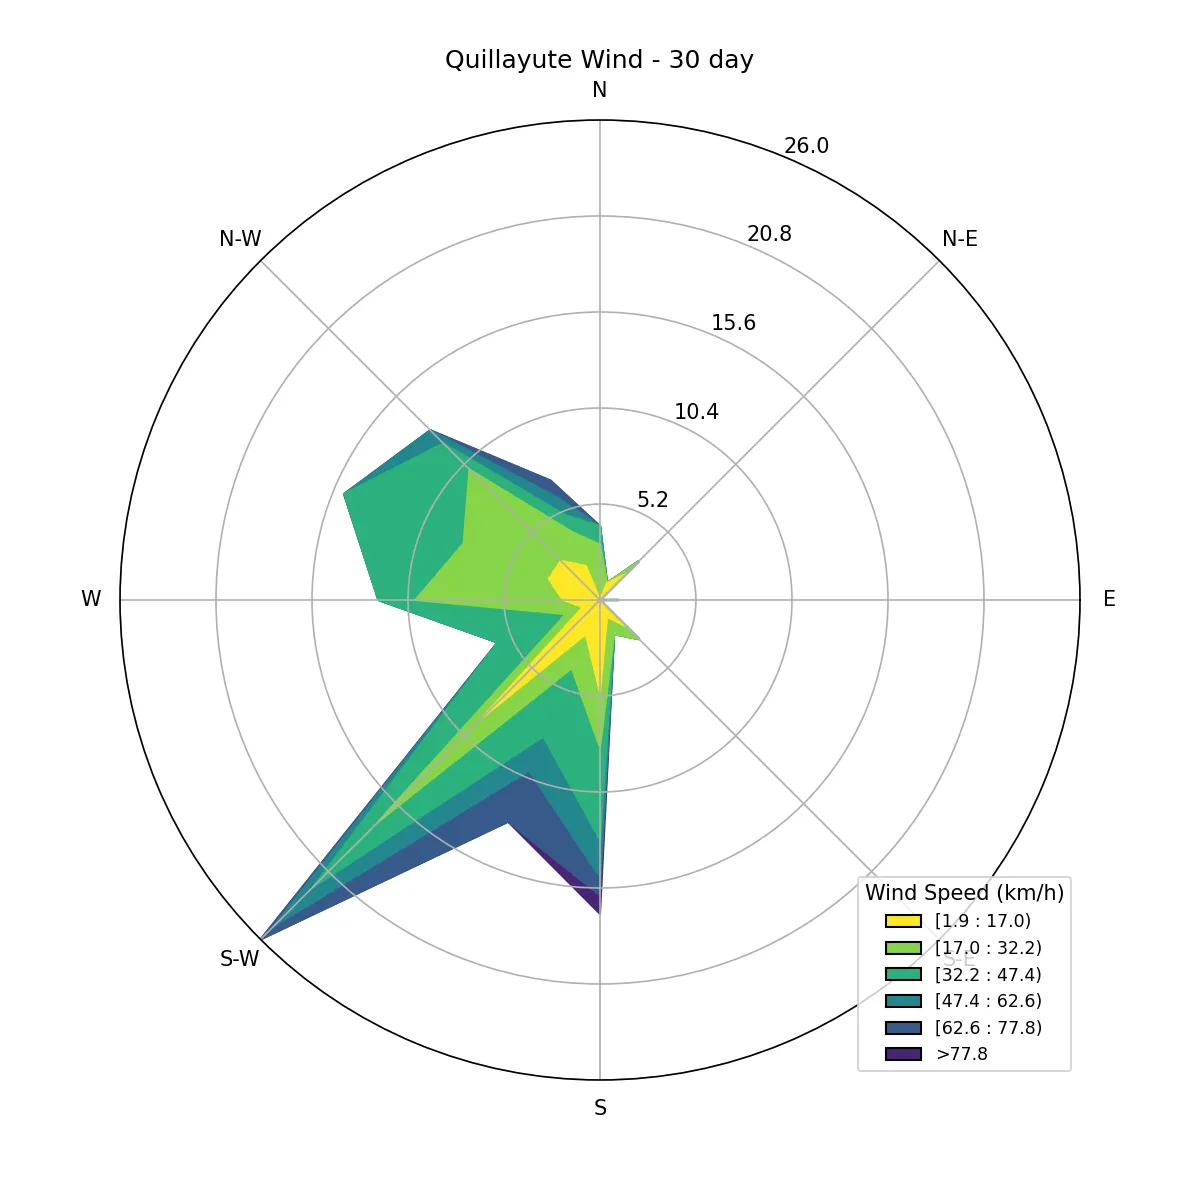 Quillayute Wind - 30 day
N
26.0
N-W
20.8
N-E
15.6
10.4
5.2
W
E
S-W
S-E
S
Wind Speed (km/h)
[1.9 : 17.0)
[17.0 : 32.2)
[32.2 : 47.4)
[47.4 : 62.6)
[62.6 : 77.8)
>77.8